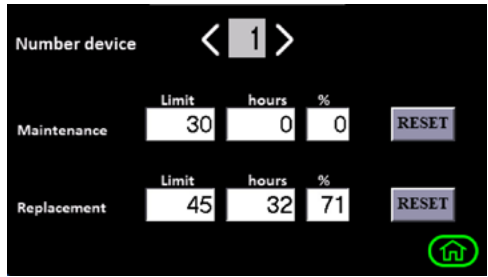 Number device < 1 >
Limit hours %
Maintenance 30 0 0 RESET
Limit hours %
Replacement 45 32 71 RESET